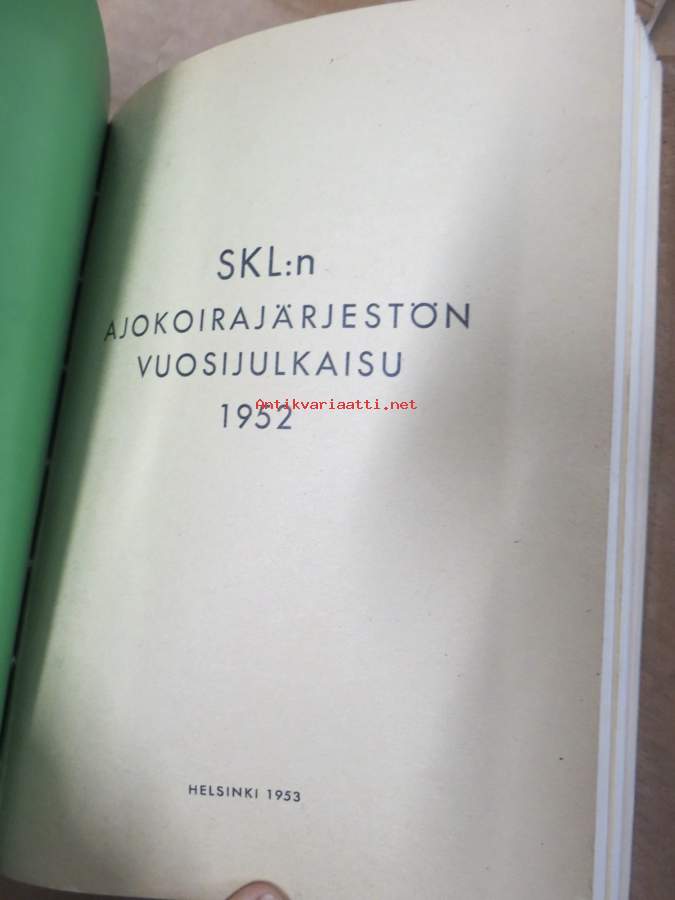 SKL:n
AJOKOIRAJÄRJESTÖN
VUOSIJULKAISU
Antikvariaatti.net
1952
HELSINKI 1953